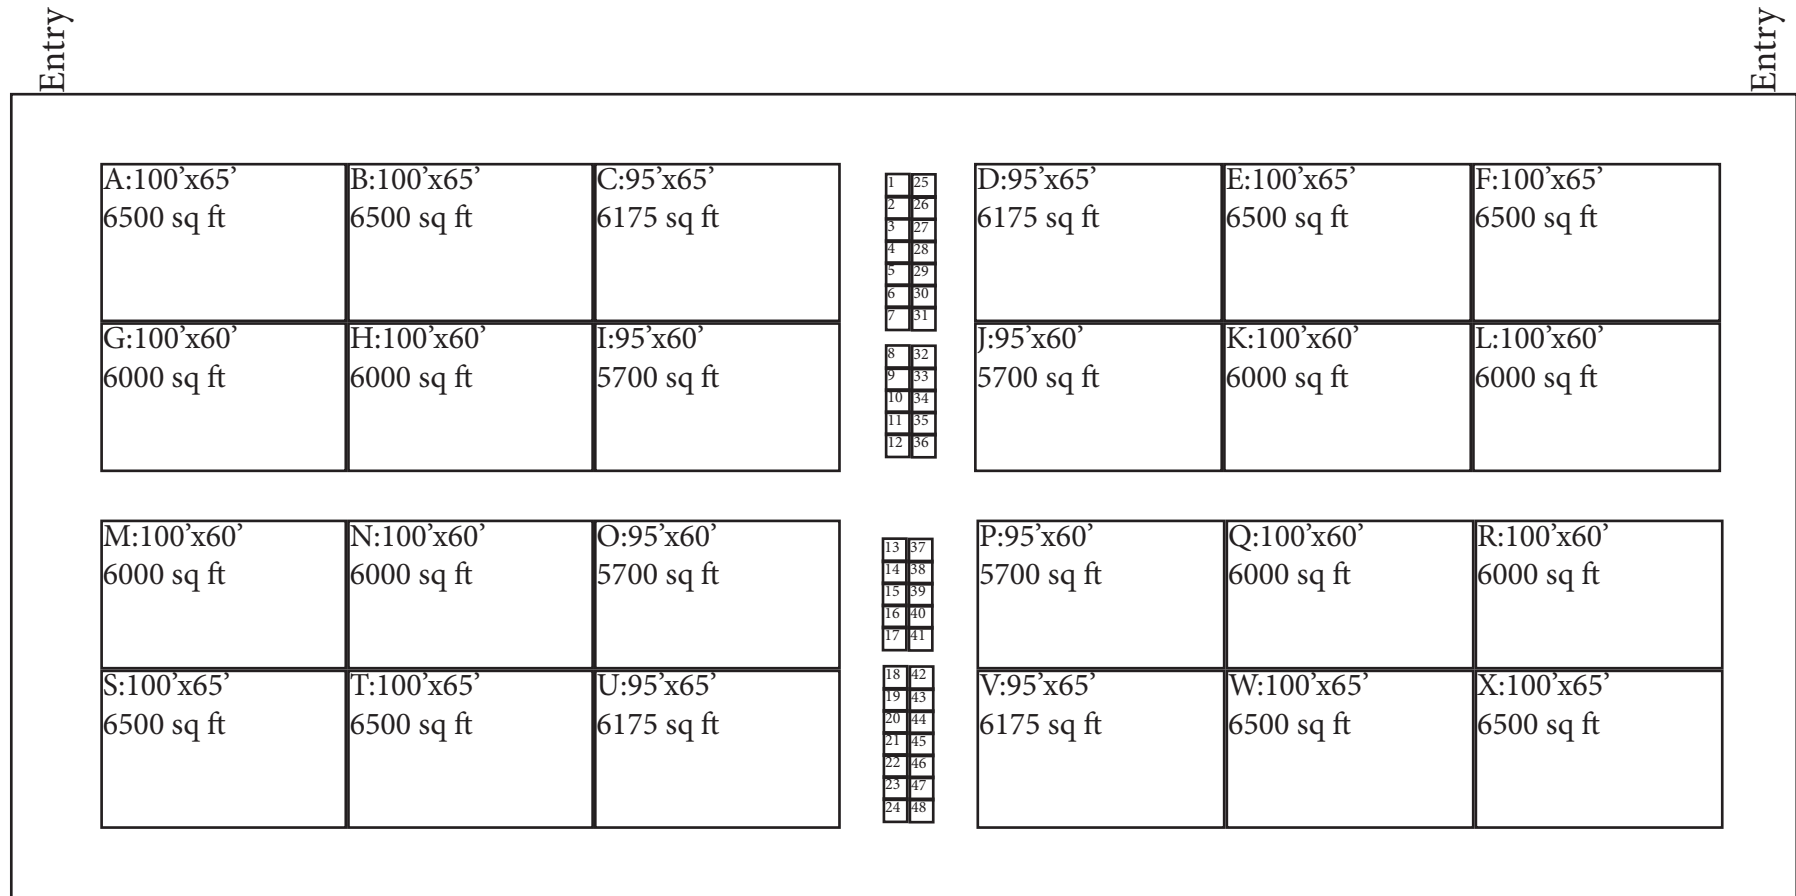 Entry
Entry
A:100’x65’
6500 sq ft
B:100’x65’
6500 sq ft
C:95’x65’
6175 sq ft
1 25
2 26
3 27
4 28
5 29
6 30
7 31
D:95’x65’
6175 sq ft
E:100’x65’
6500 sq ft
F:100’x65’
6500 sq ft
G:100’x60’
6000 sq ft
H:100’x60’
6000 sq ft
I:95’x60’
5700 sq ft
8 32
9 33
10 34
11 35
12 36
J:95’x60’
5700 sq ft
K:100’x60’
6000 sq ft
L:100’x60’
6000 sq ft
M:100’x60’
6000 sq ft
N:100’x60’
6000 sq ft
O:95’x60’
5700 sq ft
13 37
14 38
15 39
16 40
17 41
P:95’x60’
5700 sq ft
Q:100’x60’
6000 sq ft
R:100’x60’
6000 sq ft
S:100’x65’
6500 sq ft
T:100’x65’
6500 sq ft
U:95’x65’
6175 sq ft
18 42
19 43
20 44
21 45
22 46
23 47
24 48
V:95’x65’
6175 sq ft
W:100’x65’
6500 sq ft
X:100’x65’
6500 sq ft